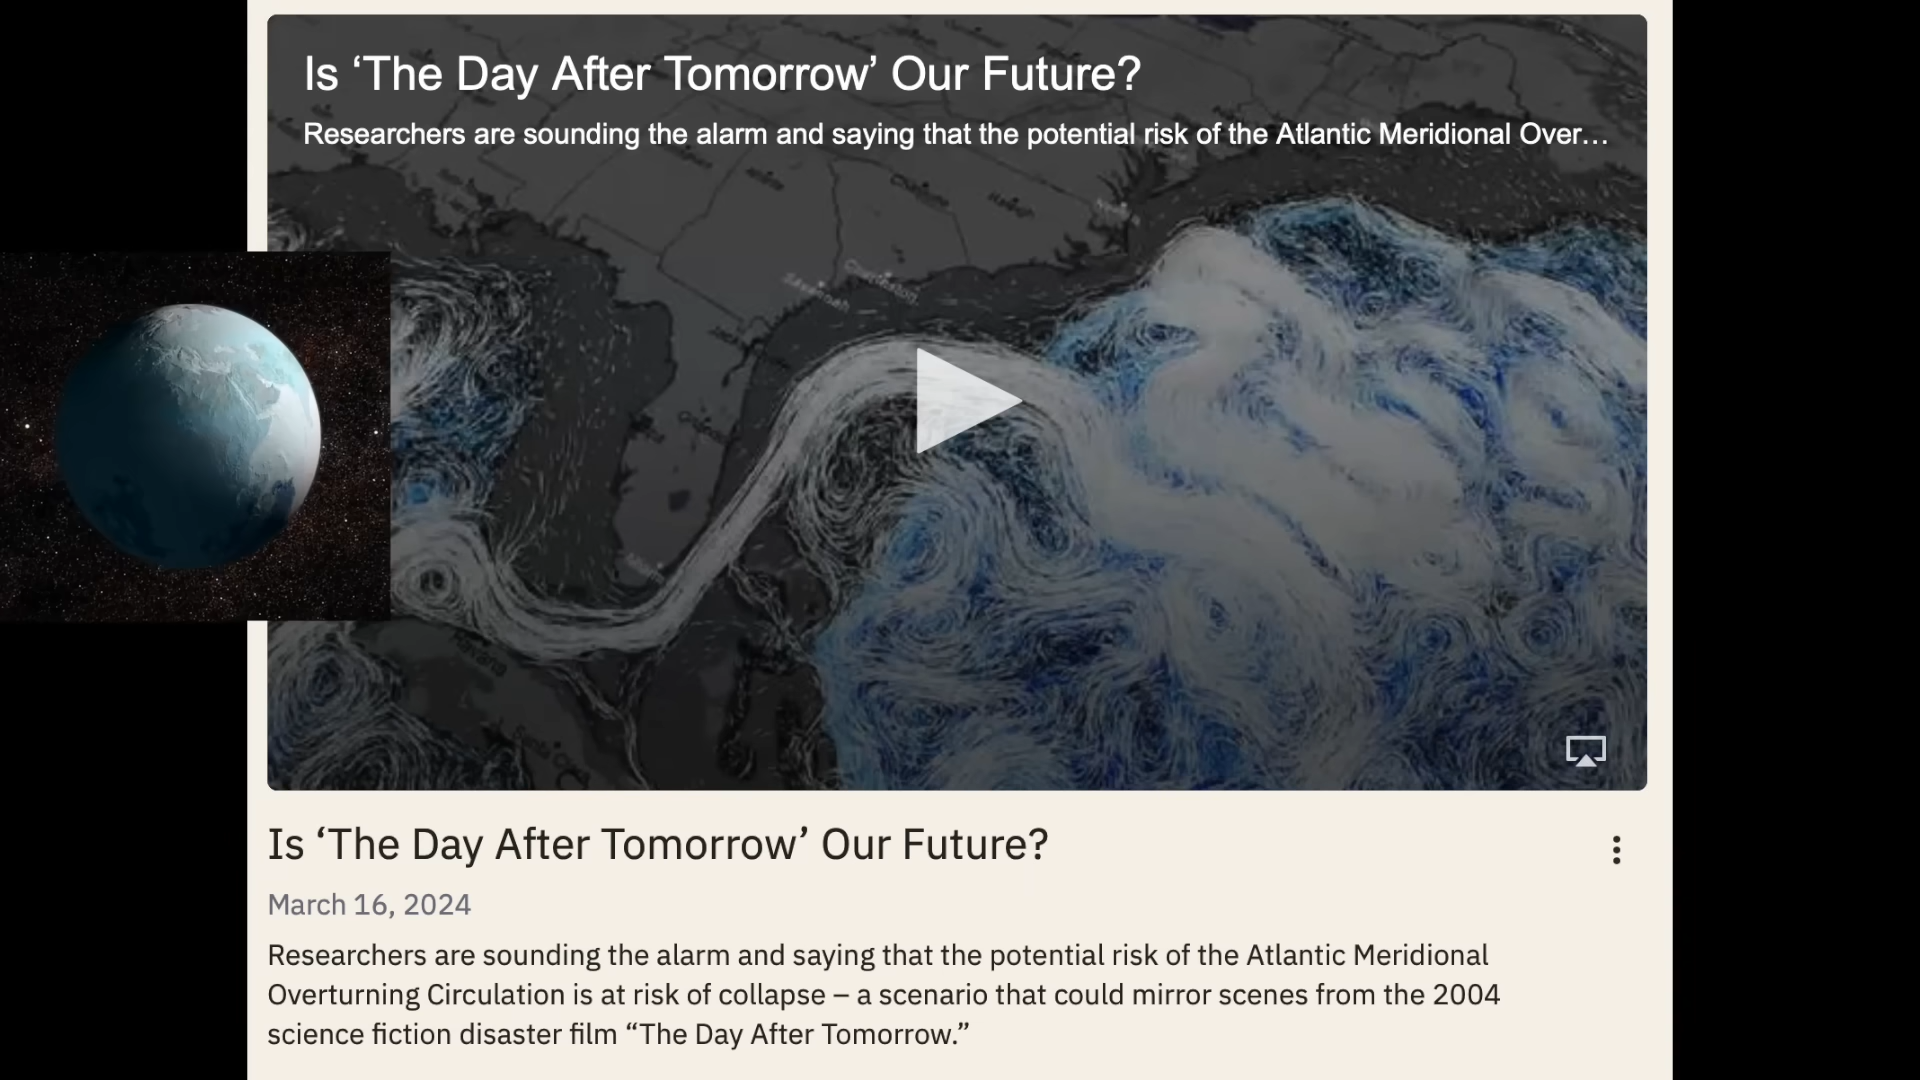 Is ‘The Day After Tomorrow’ Our Future?
Researchers are sounding the alarm and saying that the potential risk of the Atlantic Meridional Over...
Charleston
Savannah
Havana
Is ‘The Day After Tomorrow’ Our Future?
March 16, 2024
Researchers are sounding the alarm and saying that the potential risk of the Atlantic Meridional
Overturning Circulation is at risk of collapse – a scenario that could mirror scenes from the 2004
science fiction disaster film “The Day After Tomorrow.”